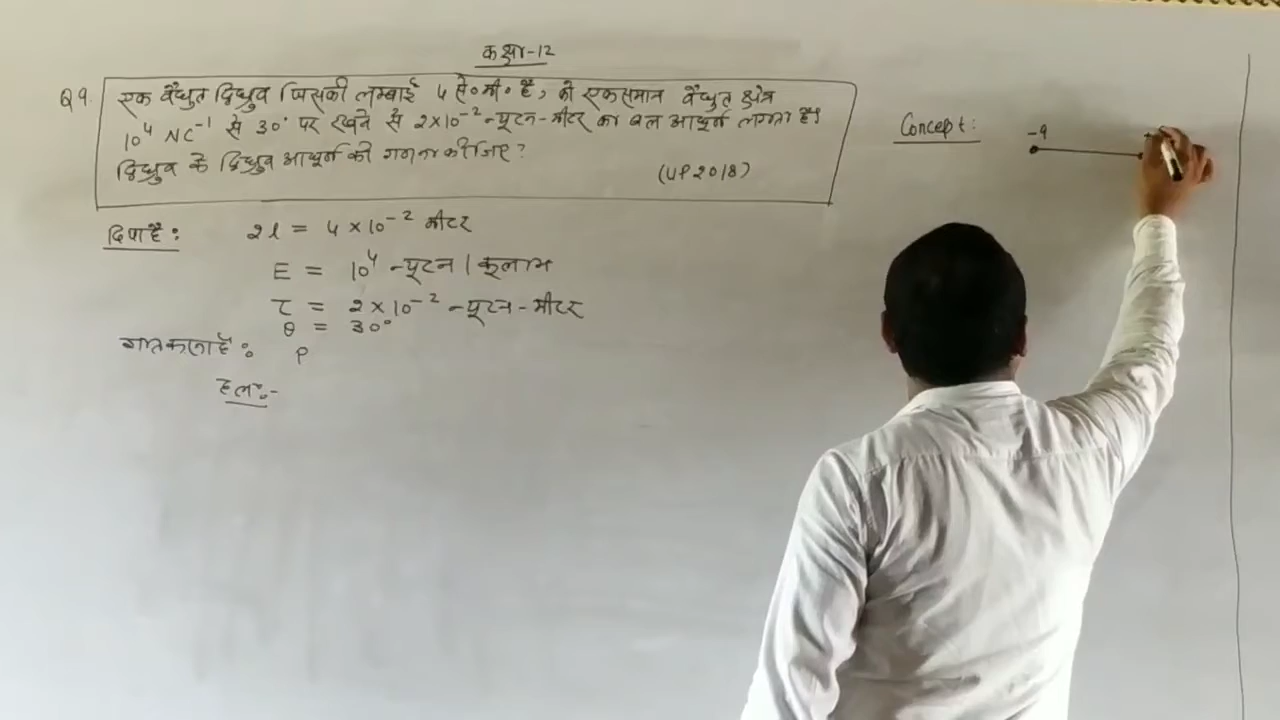 कक्षा-12
Q9. एक वैधुत द्विध्रुव जिसकी लम्बाई 4 से०मी० है, को एकसमान वैधुत क्षेत्र
10⁴ NC⁻¹ से 30° पर रखने से 2×10⁻² न्यूटन-मीटर का बल आघूर्ण लगता है।
द्विध्रुव के द्विध्रुव आघूर्ण की गणना कीजिए?
(UP 2018)
Concept:
-q
दिया है:
2l = 4×10⁻² मीटर
E = 10⁴ न्यूटन/कूलाम
τ = 2×10⁻² न्यूटन-मीटर
θ = 30°
ज्ञात करना है: P
हल:-